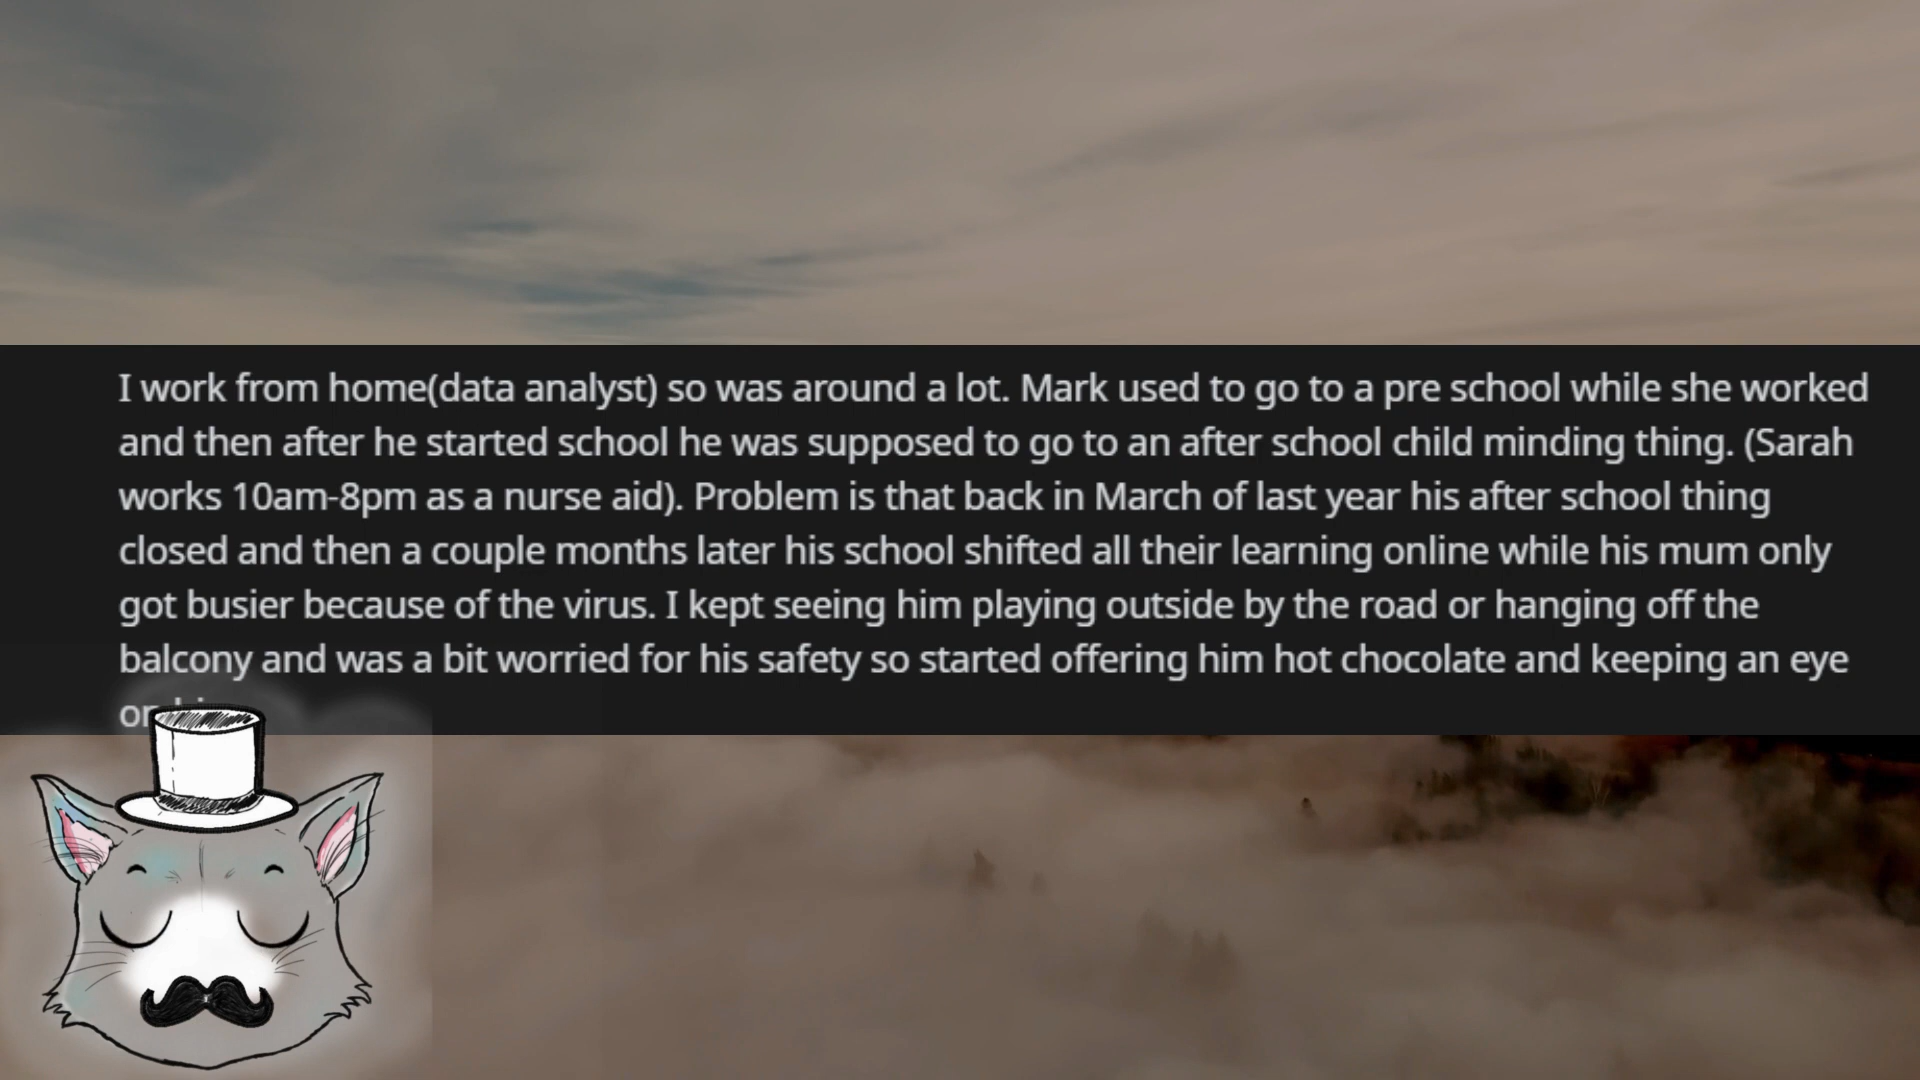 I work from home(data analyst) so was around a lot. Mark used to go to a pre school while she worked
and then after he started school he was supposed to go to an after school child minding thing. (Sarah
works 10am-8pm as a nurse aid). Problem is that back in March of last year his after school thing
closed and then a couple months later his school shifted all their learning online while his mum only
got busier because of the virus. I kept seeing him playing outside by the road or hanging off the
balcony and was a bit worried for his safety so started offering him hot chocolate and keeping an eye